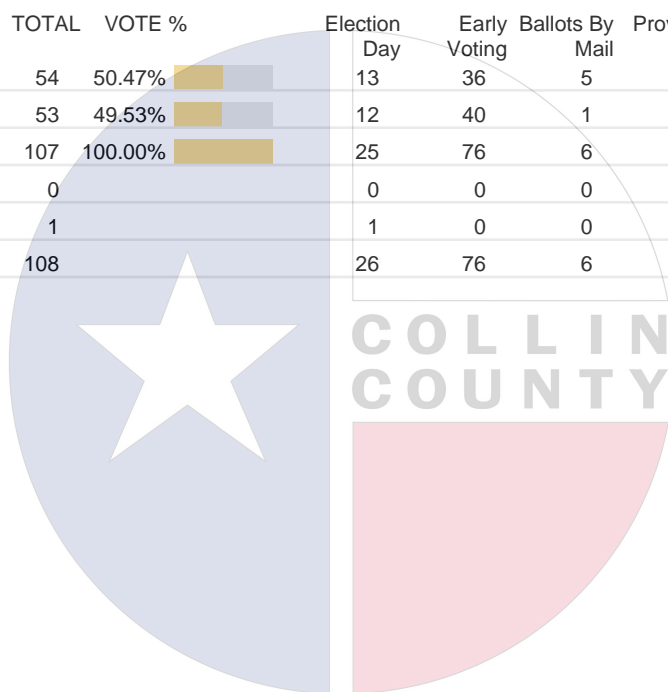 TOTAL VOTE % Election Day Early Voting Ballots By Mail Prov
54 50.47% 13 36 5
53 49.53% 12 40 1
107 100.00% 25 76 6
0 0 0 0
1 1 0 0
108 26 76 6
COLLIN
COUNTY